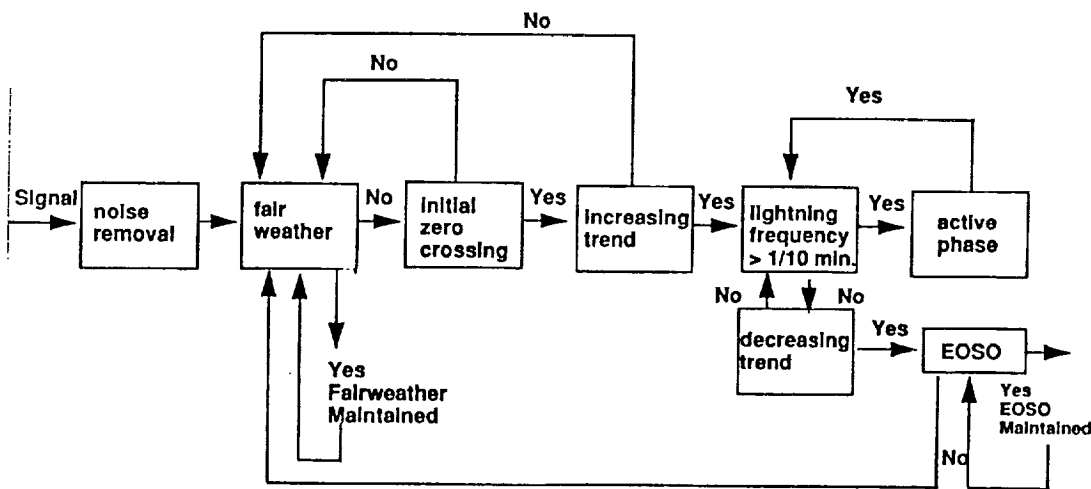 No
No
Yes
Signal
noise
removal
fair
weather
No
initial
zero
crossing
Yes
increasing
trend
Yes
lightning
frequency
> 1/10 min.
Yes
active
phase
No
No
decreasing
trend
Yes
EOSO
Yes
Fairweather
Maintained
Yes
EOSO
Maintained
No